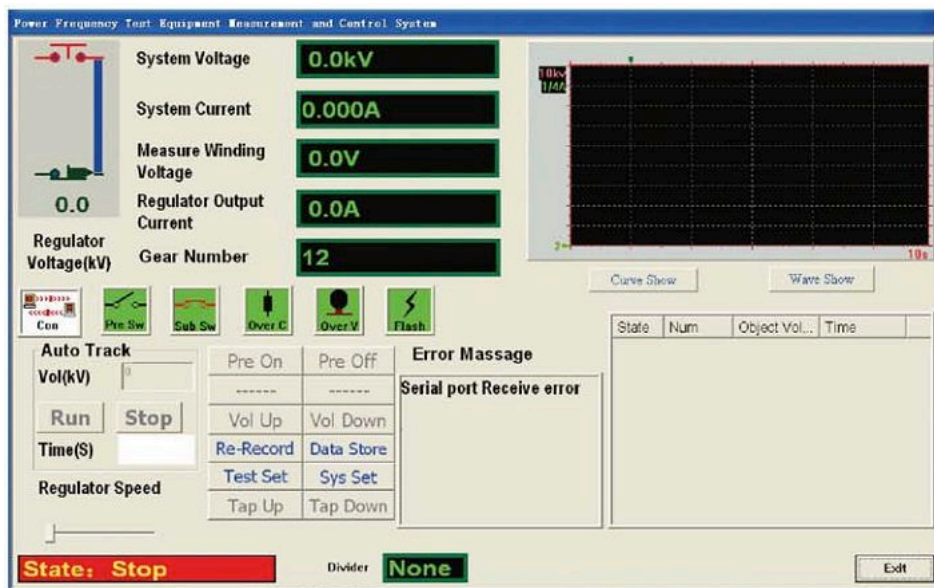 Power Frequency Test Equipment Measurement and Control System
System Voltage
0.0kV
System Current
0.000A
Measure Winding
Voltage
0.0V
Regulator Output
Current
0.0A
Gear Number
12
0.0
Regulator
Voltage(kV)
10kv
1/4A
2
10s
Curve Show
Wave Show
Con
Pre Sw
Sub Sw
Over C
Over V
Flash
Auto Track
Vol(kV)
0
Run
Stop
Time(S)
Regulator Speed
Pre On
Pre Off
------
------
Vol Up
Vol Down
Re-Record
Data Store
Test Set
Sys Set
Tap Up
Tap Down
Error Massage
Serial port Receive error
State
Num
Object Vol...
Time
State: Stop
Divider
None
Exit